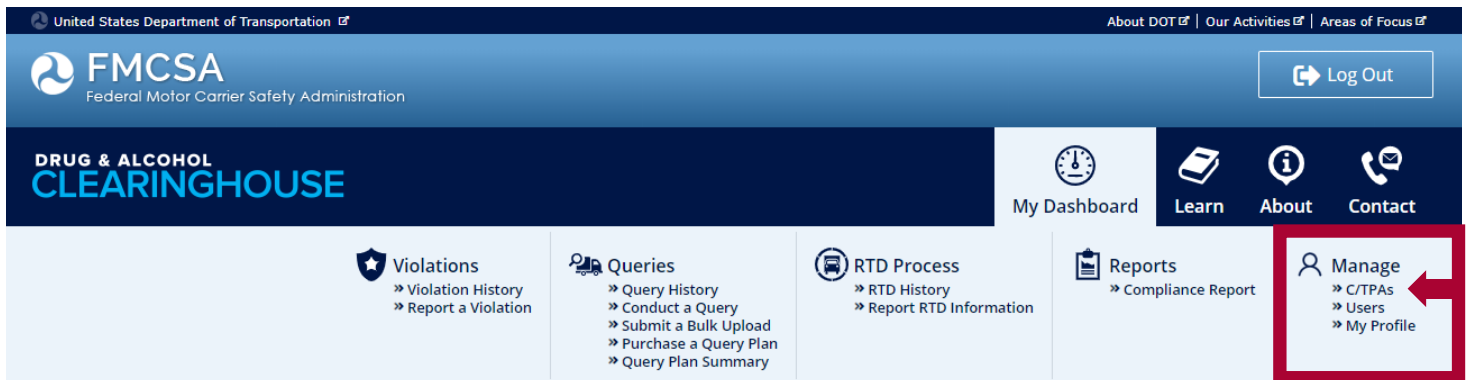 United States Department of Transportation
About DOT | Our Activities | Areas of Focus
FMCSA
Federal Motor Carrier Safety Administration
Log Out
DRUG & ALCOHOL
CLEARINGHOUSE
My Dashboard
Learn
About
Contact
Violations
» Violation History
» Report a Violation
Queries
» Query History
» Conduct a Query
» Submit a Bulk Upload
» Purchase a Query Plan
» Query Plan Summary
RTD Process
» RTD History
» Report RTD Information
Reports
» Compliance Report
Manage
» C/TPAs
» Users
» My Profile